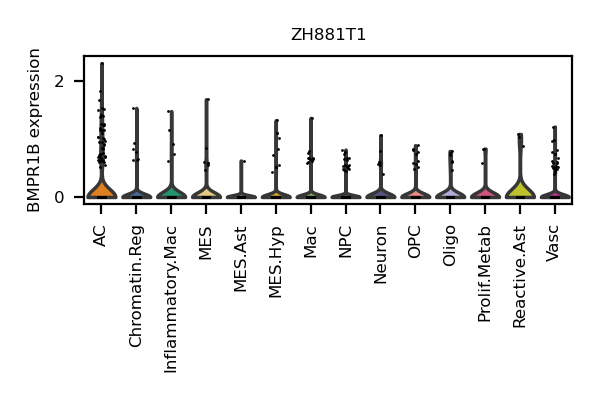 ZH881T1
BMPR1B expression
2
0
AC
Chromatin.Reg
Inflammatory.Mac
MES
MES.Ast
MES.Hyp
Mac
NPC
Neuron
OPC
Oligo
Prolif.Metab
Reactive.Ast
Vasc